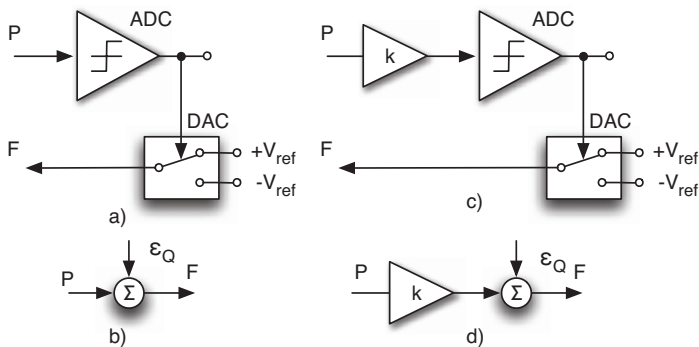 ADC
P
DAC
F
+Vref
-Vref
a)
ADC
P
k
DAC
F
+Vref
-Vref
c)
εQ
P
Σ
F
b)
εQ
P
k
Σ
F
d)